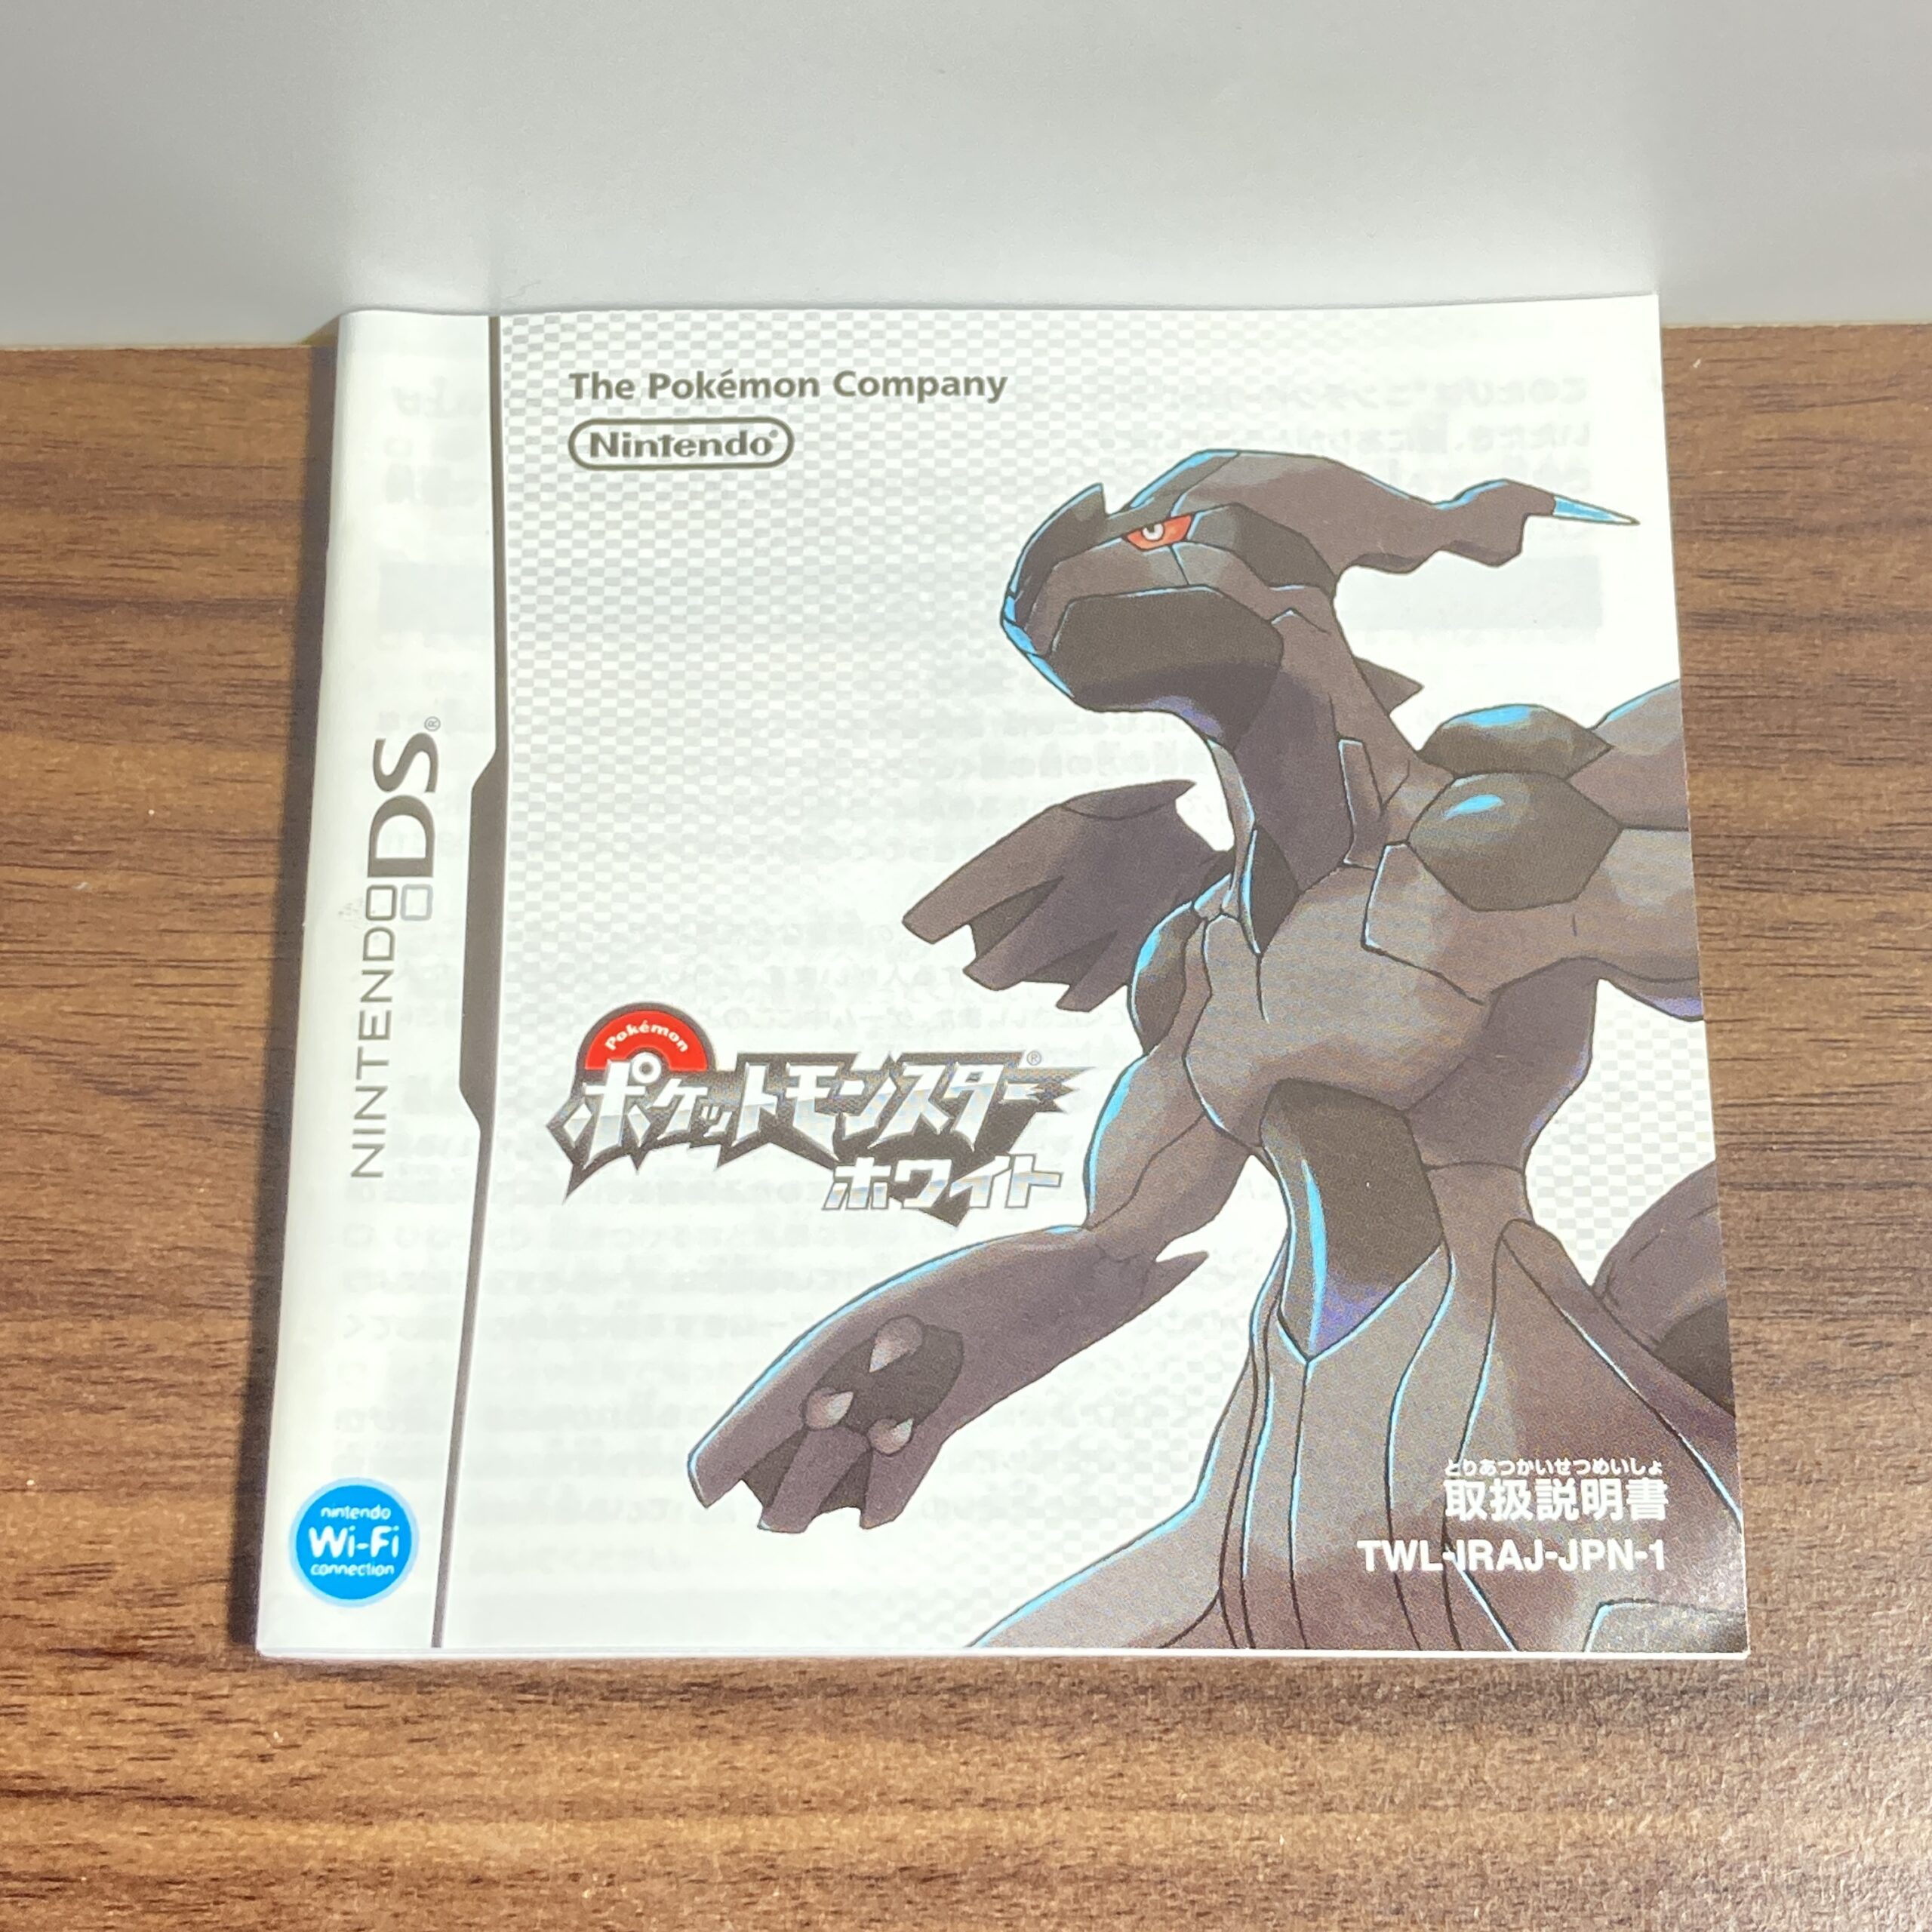 The Pokémon Company
Nintendo®
NINTENDO DS®
Pokémon
ポケットモンスター®
ホワイト
nintendo
Wi-Fi
connection
とりあつかいせつめいしょ
取扱説明書
TWL-IRAJ-JPN-1